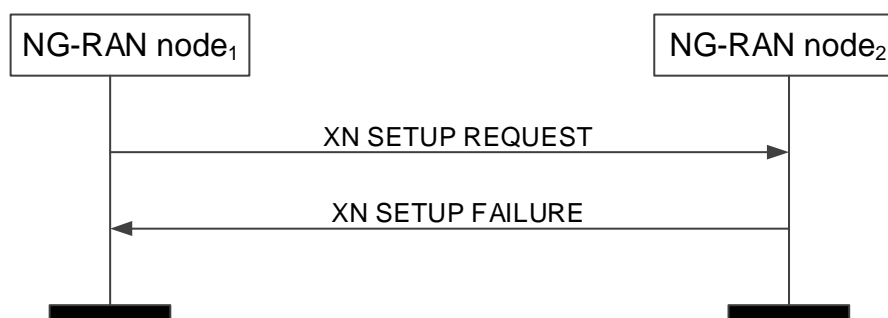 NG-RAN node1
NG-RAN node2
XN SETUP REQUEST
XN SETUP FAILURE